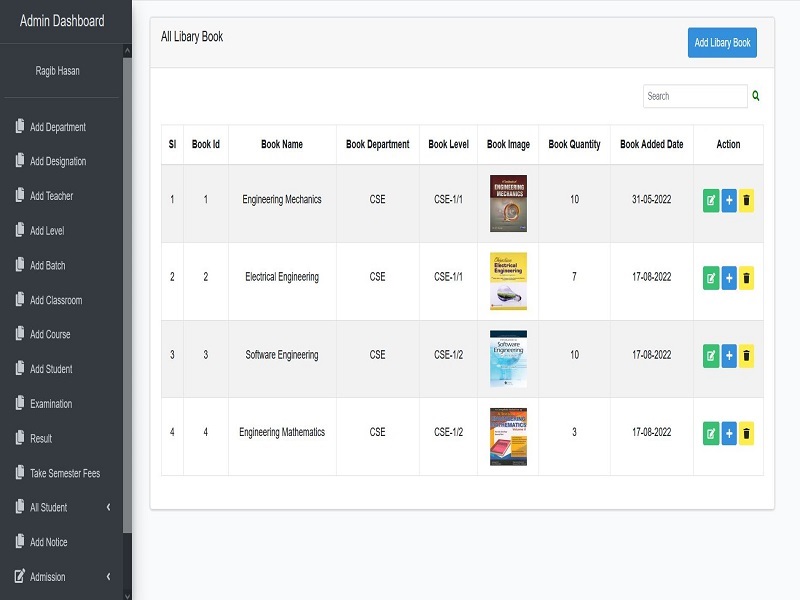 Admin Dashboard
Ragib Hasan
Add Department
Add Designation
Add Teacher
Add Level
Add Batch
Add Classroom
Add Course
Add Student
Examination
Result
Take Semester Fees
All Student
Add Notice
Admission
All Libary Book
Add Libary Book
Search
Sl Book Id Book Name Book Department Book Level Book Image Book Quantity Book Added Date Action
1 1 Engineering Mechanics CSE CSE-1/1 ENGINEERING MECHANICS 10 31-05-2022
2 2 Electrical Engineering CSE CSE-1/1 Objective Electrical Engineering 7 17-08-2022
3 3 Software Engineering CSE CSE-1/2 Software Engineering 10 17-08-2022
4 4 Engineering Mathematics CSE CSE-1/2 ENGINEERING MATHEMATICS 3 17-08-2022